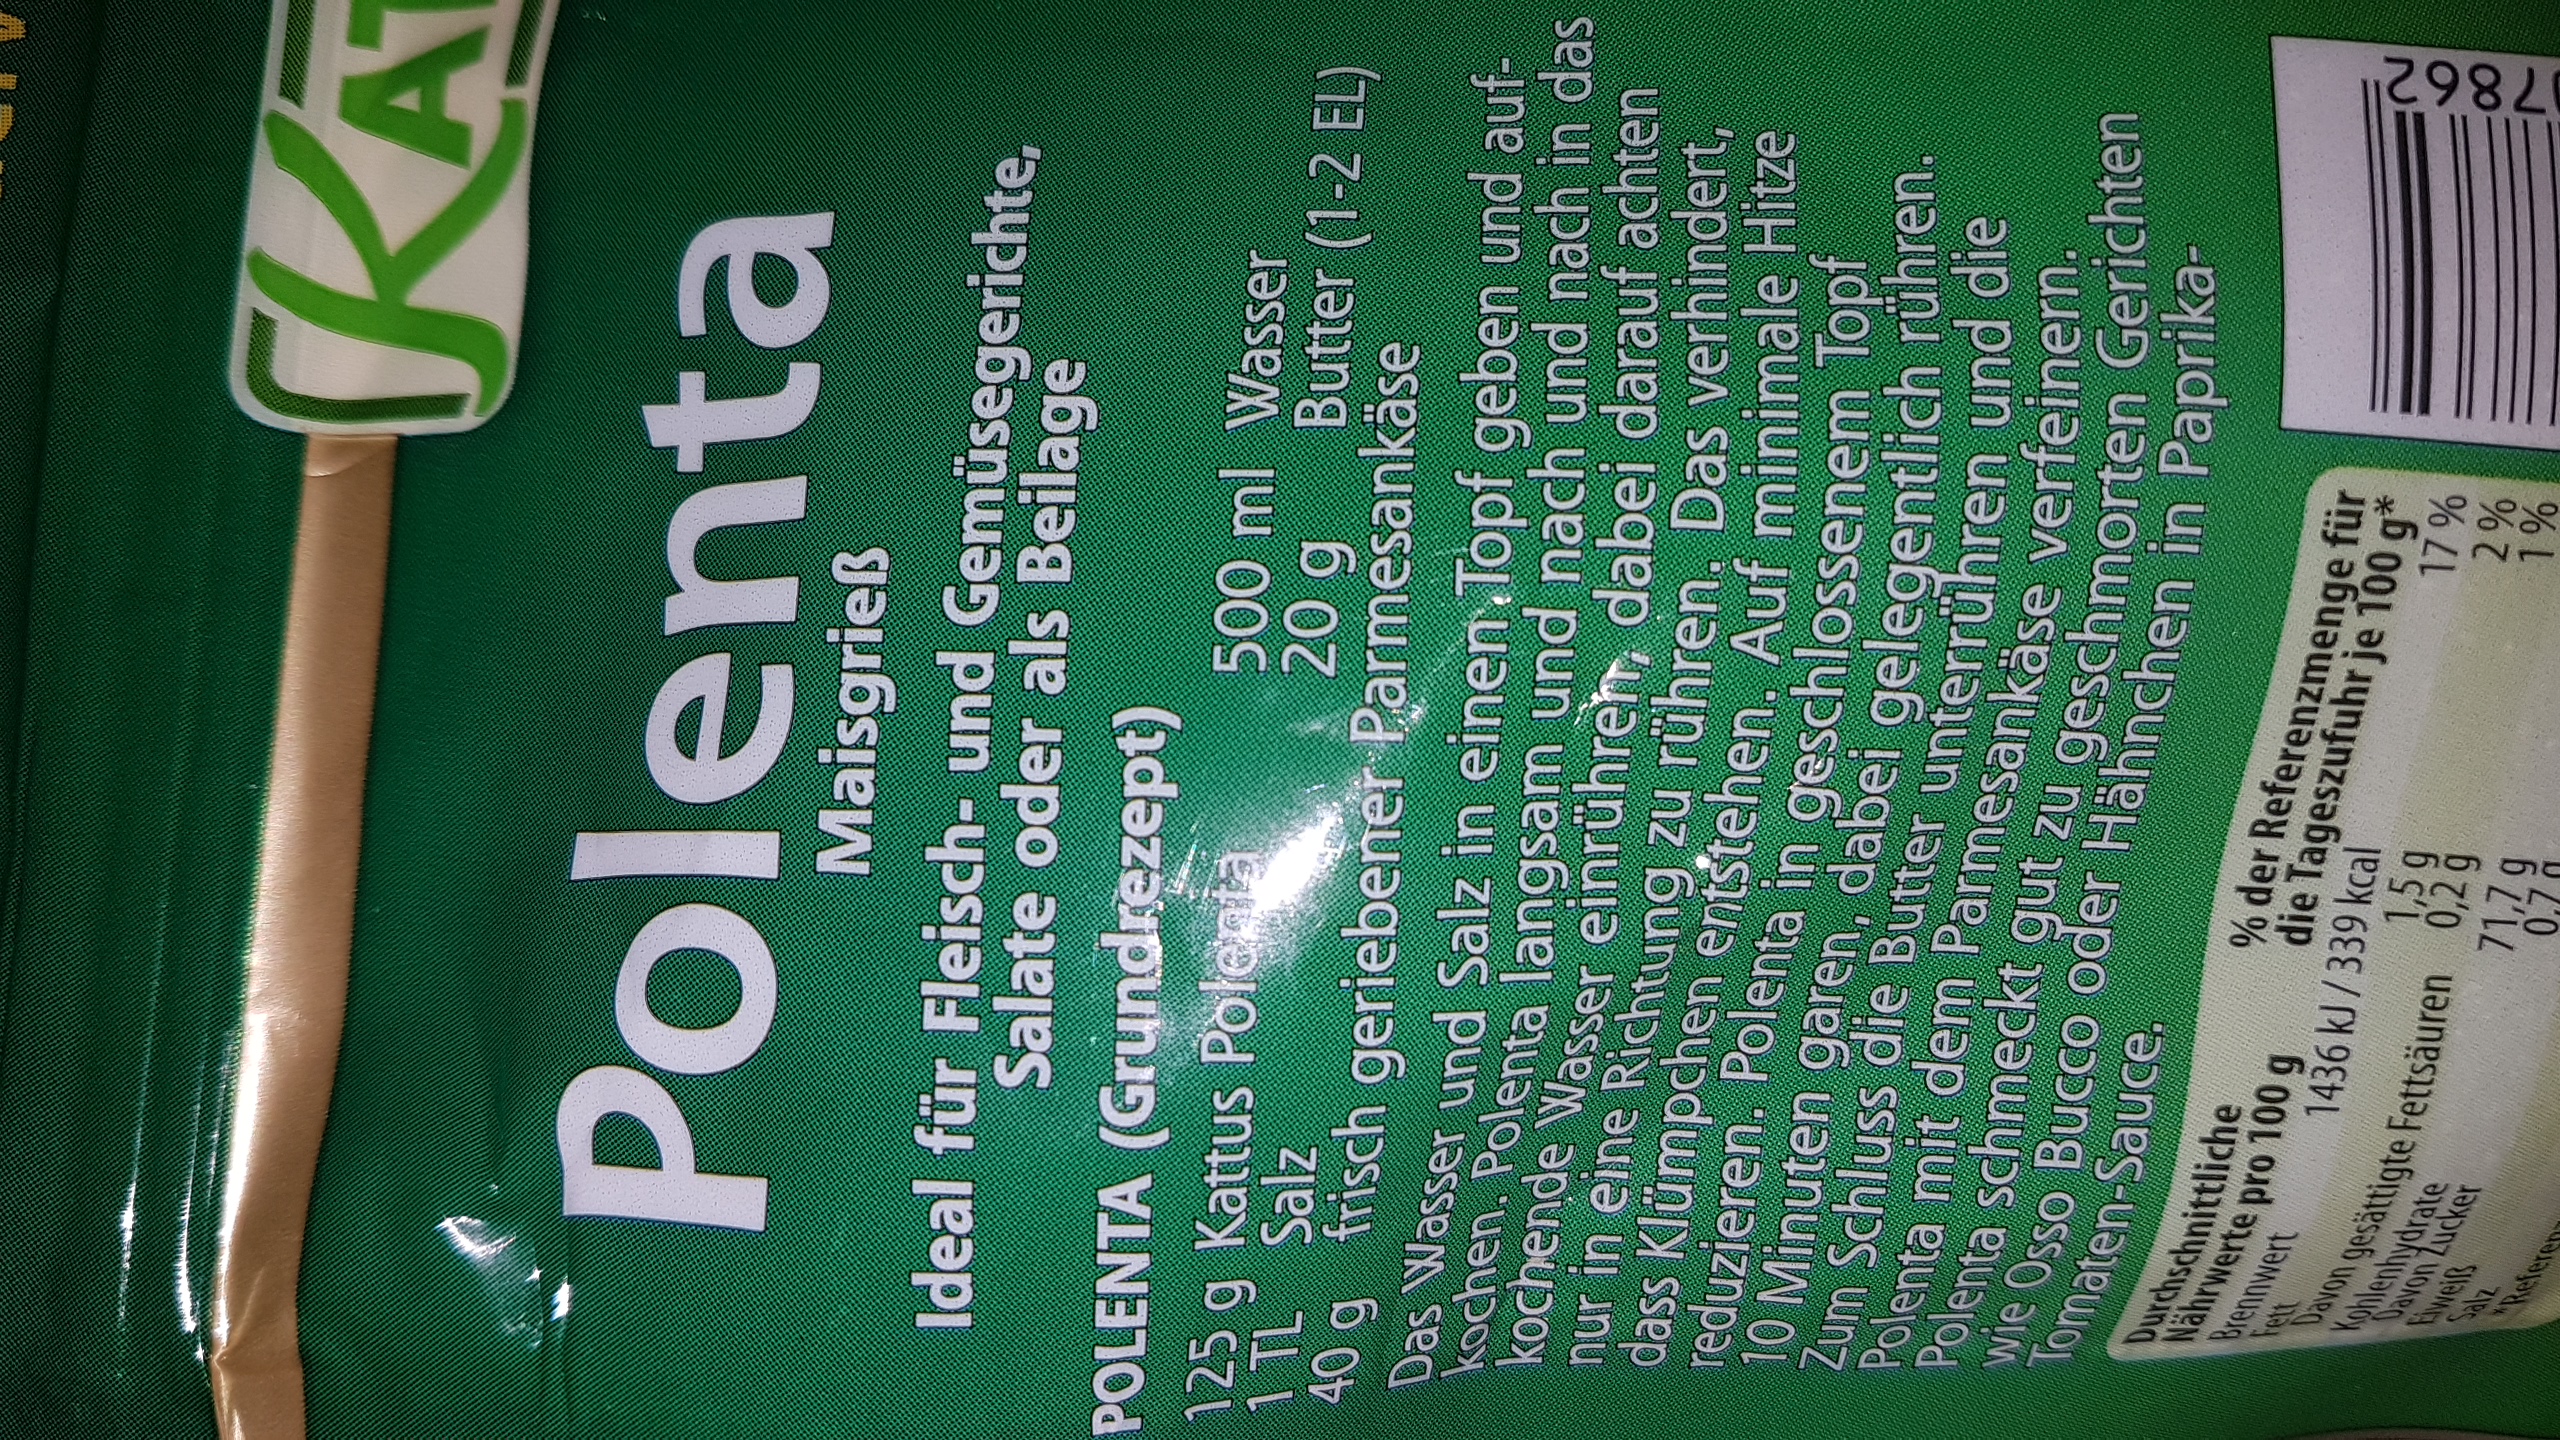 Polenta
Maisgrieß
Ideal für Fleisch- und Gemüsegerichte,
Salate oder als Beilage
POLENTA (Grundrezept)
125 g Kattus Polenta 500 ml Wasser
1 TL Salz 20 g Butter (1-2 EL)
40 g frisch geriebener Parmesankäse
Das Wasser und Salz in einen Topf geben und auf-
kochen. Polenta langsam und nach und nach in das
kochende Wasser einrühren, dabei darauf achten
nur in eine Richtung zu rühren. Das verhindert,
dass Klümpchen entstehen. Auf minimale Hitze
reduzieren. Polenta in geschlossenem Topf
10 Minuten garen, dabei gelegentlich rühren.
Zum Schluss die Butter unterrühren und die
Polenta mit dem Parmesankäse verfeinern.
Polenta schmeckt gut zu geschmorten Gerichten
wie Osso Bucco oder Hähnchen in Paprika-
Tomaten-Sauce.
Durchschnittliche % der Referenzmenge für
Nährwerte pro 100 g die Tageszufuhr je 100 g*
Brennwert 1436 kJ / 339 kcal 17 %
Fett 1,5 g 2 %
Davon gesättigte Fettsäuren 0,2 g 1 %
Kohlenhydrate 71,7 g
Davon Zucker 0,7 g
Eiweiß
Salz
07862